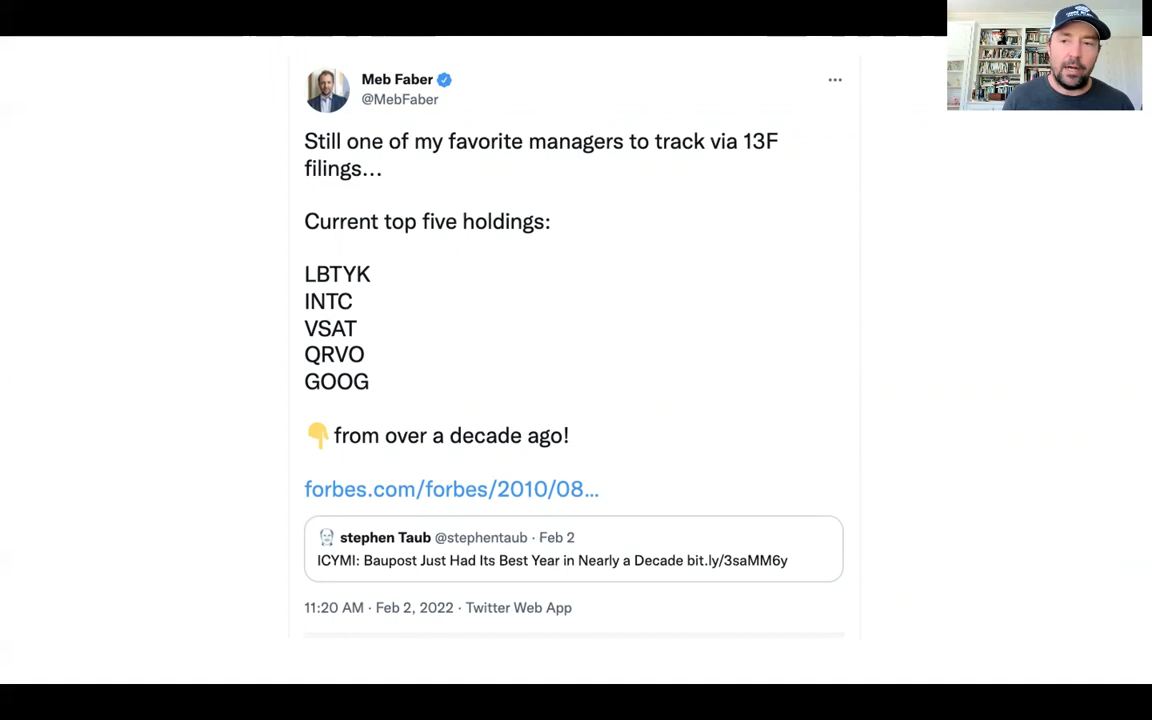 Meb Faber
@MebFaber
Still one of my favorite managers to track via 13F
filings...
Current top five holdings:
LBTYK
INTC
VSAT
QRVO
GOOG
👇from over a decade ago!
forbes.com/forbes/2010/08...
stephen Taub @stephentaub · Feb 2
ICYMI: Baupost Just Had Its Best Year in Nearly a Decade bit.ly/3saMM6y
11:20 AM · Feb 2, 2022 · Twitter Web App